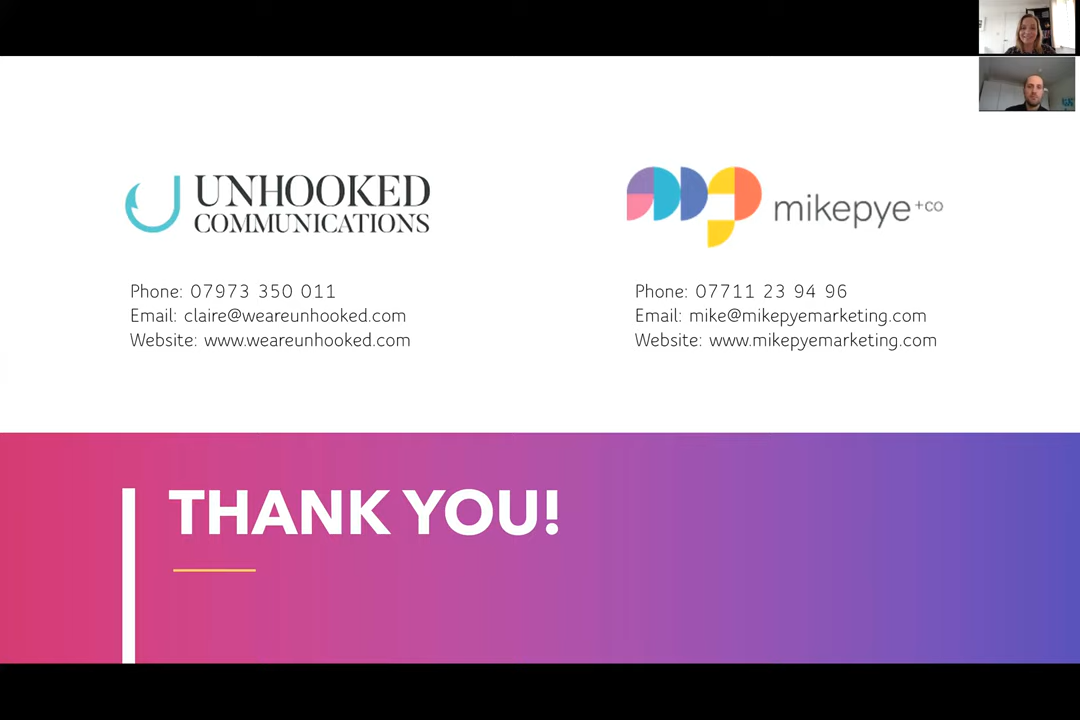 UNHOOKED
COMMUNICATIONS
Phone: 07973 350 011
Email: claire@weareunhooked.com
Website: www.weareunhooked.com
mikepye +co
Phone: 07711 23 94 96
Email: mike@mikepyemarketing.com
Website: www.mikepyemarketing.com
THANK YOU!